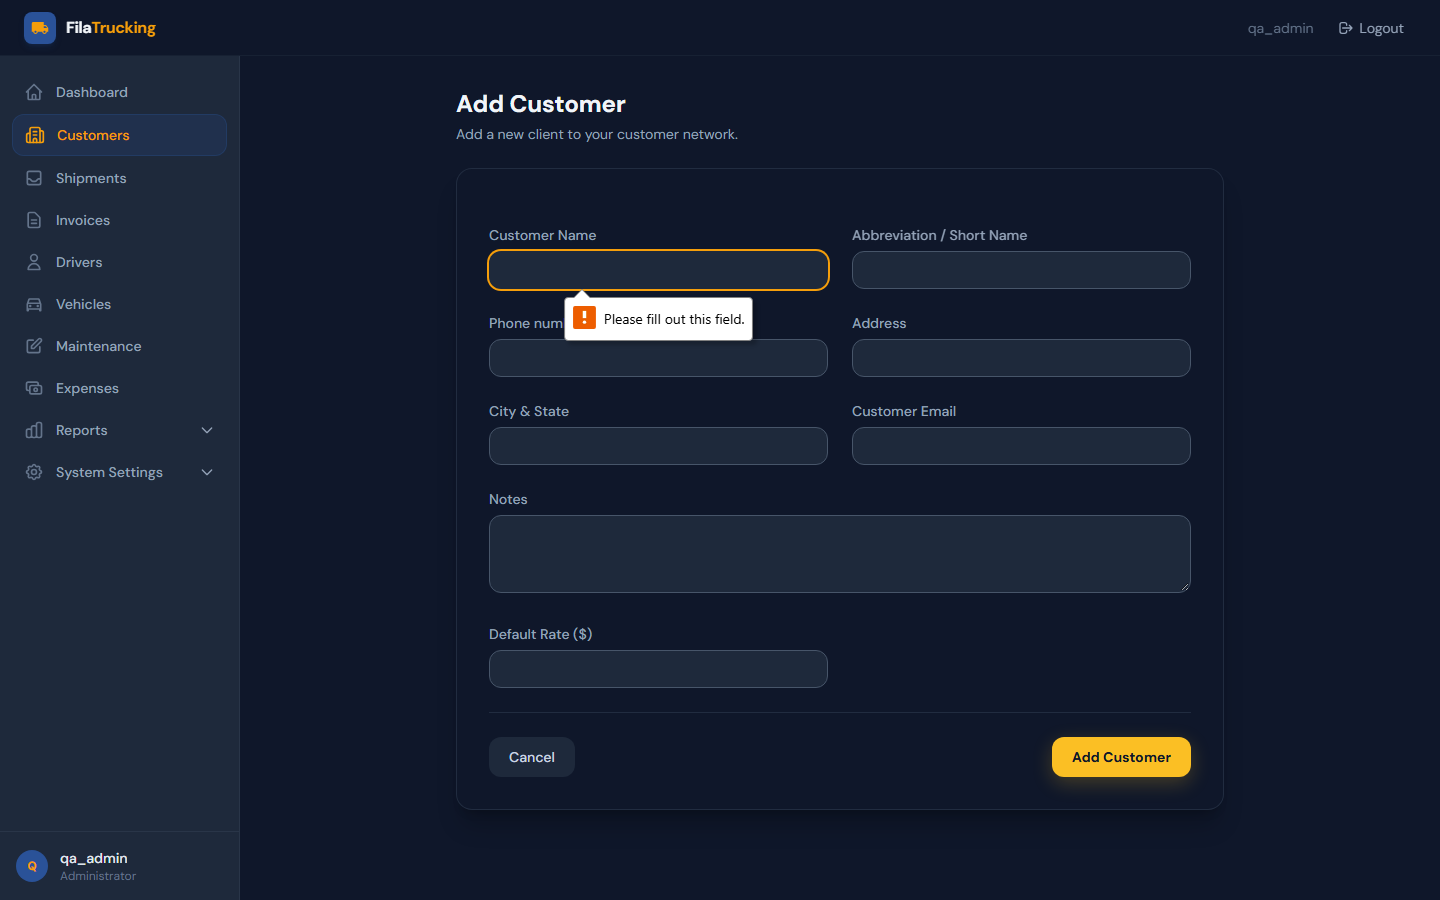 FilaTrucking
qa_admin
Logout
Dashboard
Customers
Shipments
Invoices
Drivers
Vehicles
Maintenance
Expenses
Reports
System Settings
Q
qa_admin
Administrator
Add Customer
Add a new client to your customer network.
Customer Name
Abbreviation / Short Name
Please fill out this field.
Phone num
Address
City & State
Customer Email
Notes
Default Rate ($)
Cancel
Add Customer